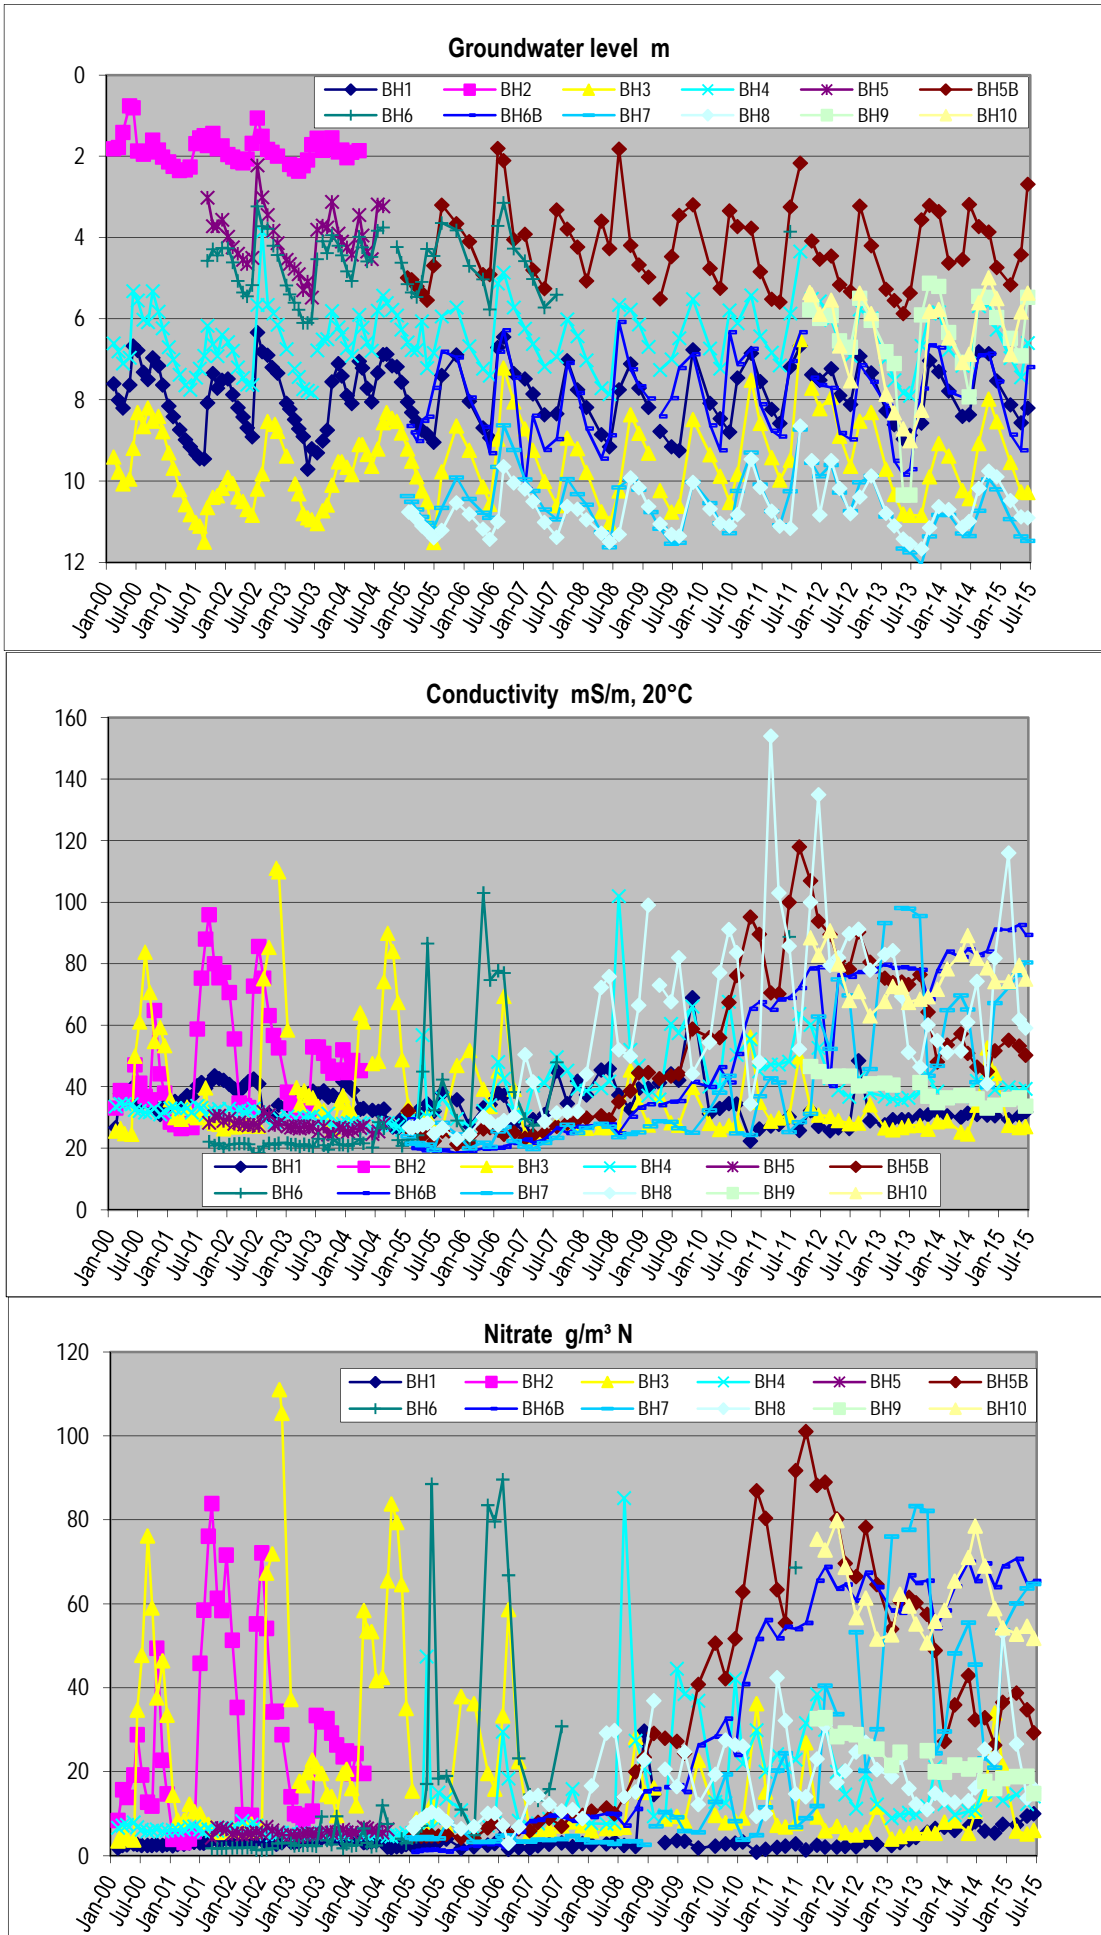 Groundwater level  m
BH1 BH2 BH3 BH4 BH5 BH5B
BH6 BH6B BH7 BH8 BH9 BH10
0
2
4
6
8
10
12
Jan-00 Jul-00 Jan-01 Jul-01 Jan-02 Jul-02 Jan-03 Jul-03 Jan-04 Jul-04 Jan-05 Jul-05 Jan-06 Jul-06 Jan-07 Jul-07 Jan-08 Jul-08 Jan-09 Jul-09 Jan-10 Jul-10 Jan-11 Jul-11 Jan-12 Jul-12 Jan-13 Jul-13 Jan-14 Jul-14 Jan-15 Jul-15
Conductivity  mS/m, 20°C
160
140
120
100
80
60
40
20
0
BH1 BH2 BH3 BH4 BH5 BH5B
BH6 BH6B BH7 BH8 BH9 BH10
Jan-00 Jul-00 Jan-01 Jul-01 Jan-02 Jul-02 Jan-03 Jul-03 Jan-04 Jul-04 Jan-05 Jul-05 Jan-06 Jul-06 Jan-07 Jul-07 Jan-08 Jul-08 Jan-09 Jul-09 Jan-10 Jul-10 Jan-11 Jul-11 Jan-12 Jul-12 Jan-13 Jul-13 Jan-14 Jul-14 Jan-15 Jul-15
Nitrate  g/m³ N
BH1 BH2 BH3 BH4 BH5 BH5B
BH6 BH6B BH7 BH8 BH9 BH10
120
100
80
60
40
20
0
Jan-00 Jul-00 Jan-01 Jul-01 Jan-02 Jul-02 Jan-03 Jul-03 Jan-04 Jul-04 Jan-05 Jul-05 Jan-06 Jul-06 Jan-07 Jul-07 Jan-08 Jul-08 Jan-09 Jul-09 Jan-10 Jul-10 Jan-11 Jul-11 Jan-12 Jul-12 Jan-13 Jul-13 Jan-14 Jul-14 Jan-15 Jul-15